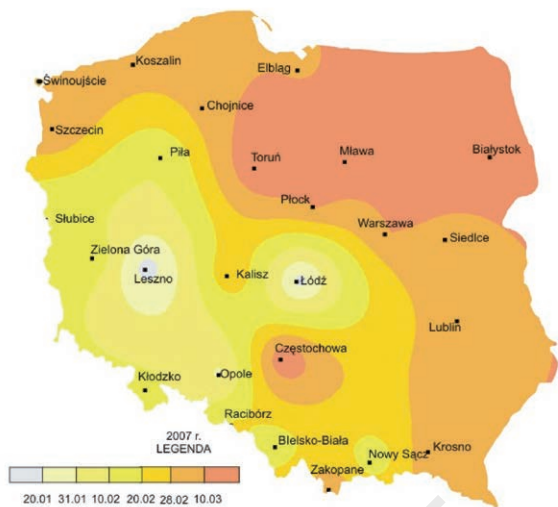 Koszalin
Elbląg
Świnoujście
Chojnice
Szczecin
Piła
Toruń
Mława
Białystok
Płock
Słubice
Warszawa
Siedlce
Zielona Góra
Leszno
Kalisz
Łódź
Lublin
Częstochowa
Kłodzko
Opole
Racibórz
2007 r.
LEGENDA
BIelsko-Biała
Nowy Sącz
Krosno
Zakopane
20.01 31.01 10.02 20.02 28.02 10.03